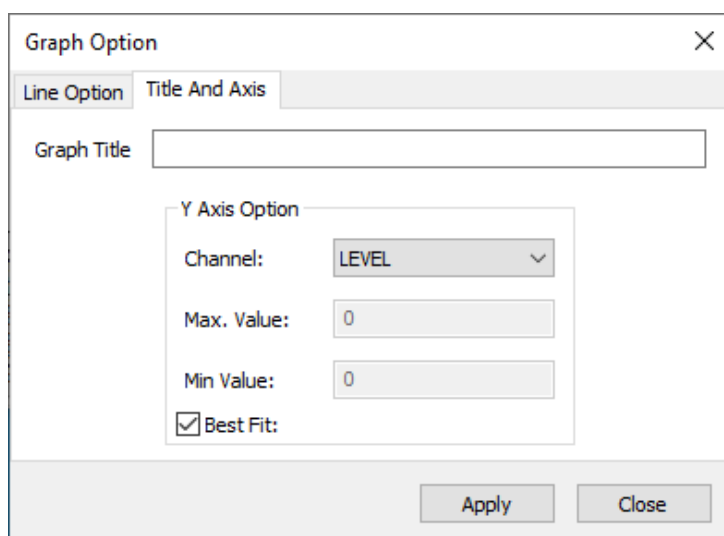 Graph Option
Line Option Title And Axis
Graph Title
Y Axis Option
Channel: LEVEL
Max. Value: 0
Min Value: 0
Best Fit:
Apply Close